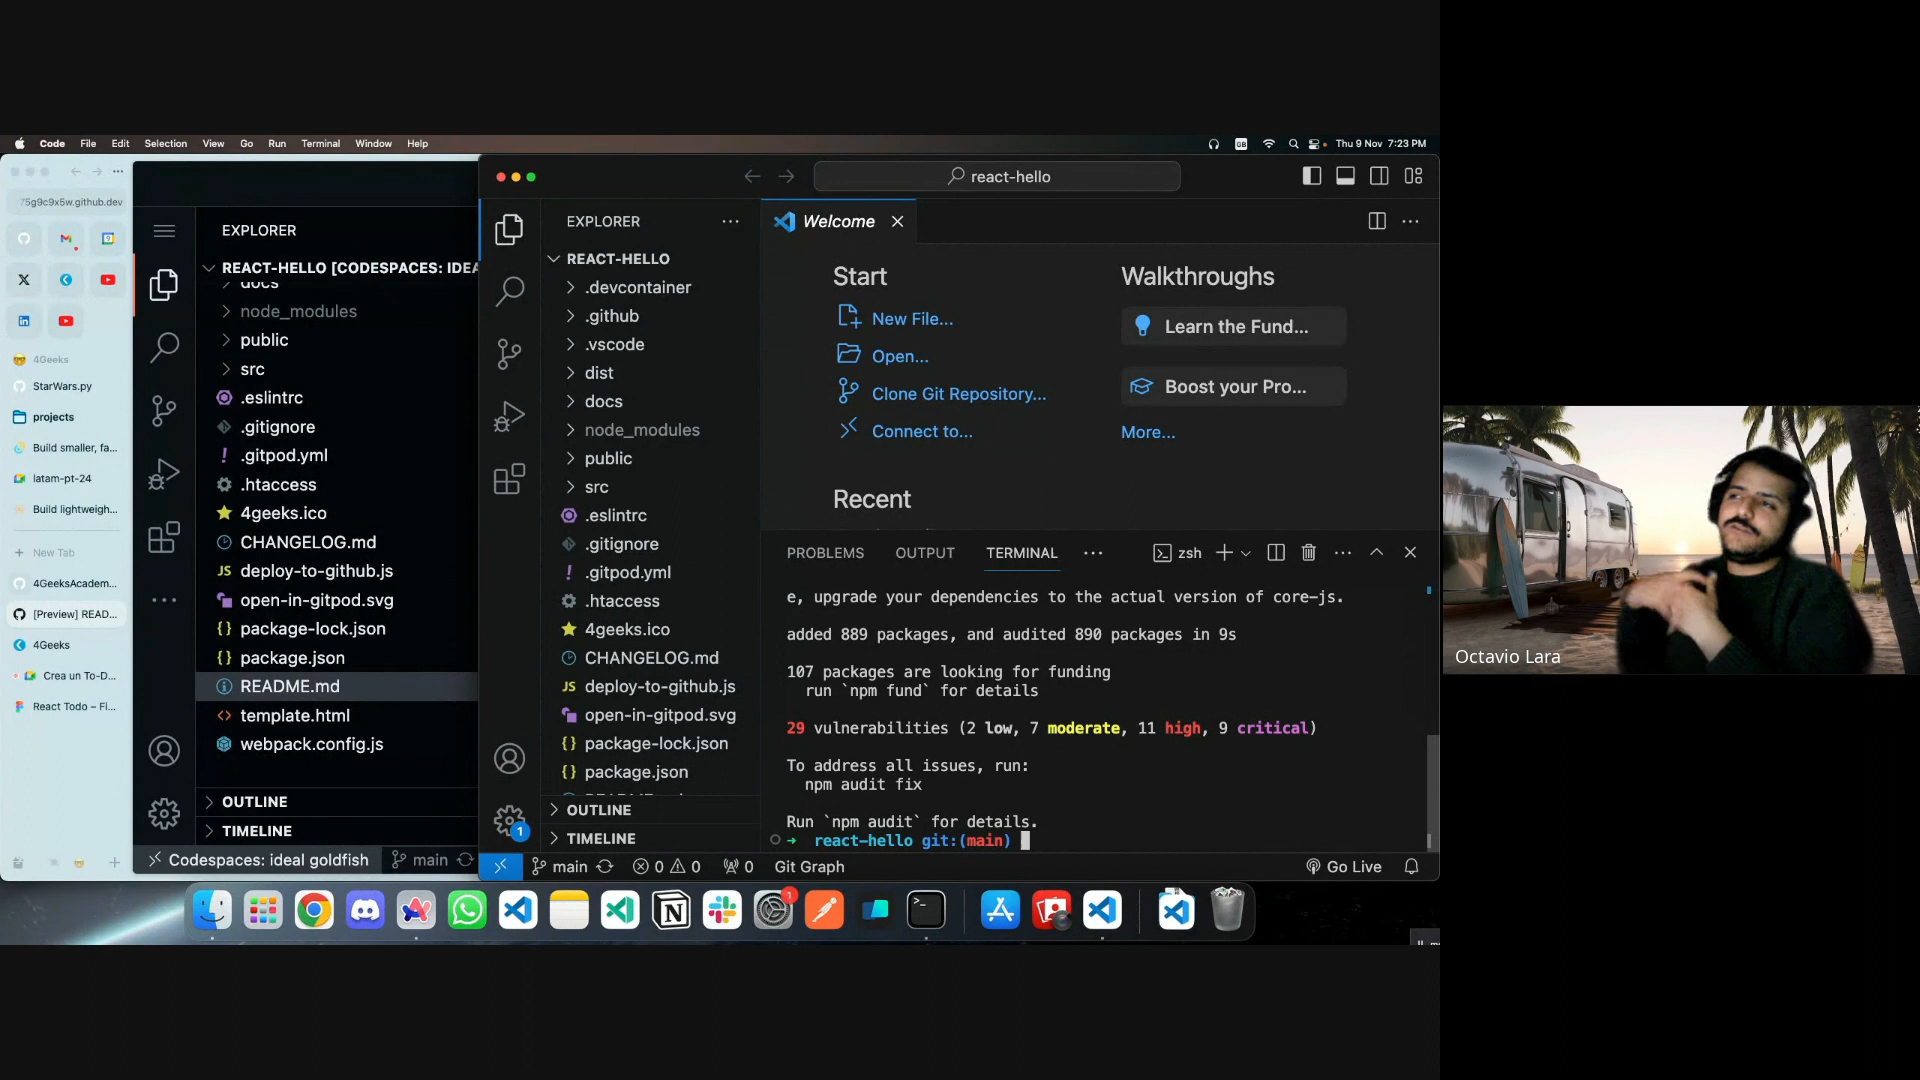 Code File Edit Selection View Go Run Terminal Window Help
GB
Thu 9 Nov 7:23 PM
75g9c9x5w.github.dev
4Geeks
StarWars.py
projects
Build smaller, fa...
latam-pt-24
Build lightweigh...
New Tab
4GeeksAcadem...
[Preview] READ...
4Geeks
Crea un To-D...
React Todo – Fi...
EXPLORER
REACT-HELLO [CODESPACES: IDEA
docs
node_modules
public
src
.eslintrc
.gitignore
.gitpod.yml
.htaccess
4geeks.ico
CHANGELOG.md
JS deploy-to-github.js
open-in-gitpod.svg
{} package-lock.json
{} package.json
README.md
template.html
webpack.config.js
OUTLINE
TIMELINE
Codespaces: ideal goldfish
main
react-hello
EXPLORER
REACT-HELLO
.devcontainer
.github
.vscode
dist
docs
node_modules
public
src
.eslintrc
.gitignore
! .gitpod.yml
.htaccess
4geeks.ico
CHANGELOG.md
JS deploy-to-github.js
open-in-gitpod.svg
{} package-lock.json
{} package.json
OUTLINE
TIMELINE
1
Welcome
Start
New File...
Open...
Clone Git Repository...
Connect to...
Recent
Walkthroughs
Learn the Fund...
Boost your Pro...
More...
PROBLEMS OUTPUT TERMINAL ...
zsh
e, upgrade your dependencies to the actual version of core-js.
added 889 packages, and audited 890 packages in 9s
107 packages are looking for funding
run `npm fund` for details
29 vulnerabilities (2 low, 7 moderate, 11 high, 9 critical)
To address all issues, run:
npm audit fix
Run `npm audit` for details.
➜ react-hello git:(main)
main
0 0
0
Git Graph
Go Live
1
Octavio Lara